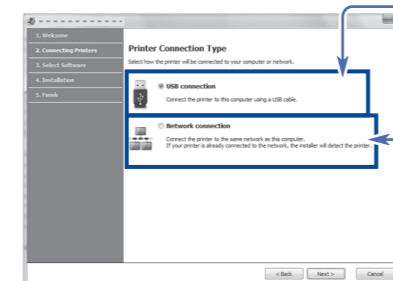 1. Welcome
2. Connecting Printers
3. Select Software
4. Installation
5. Finish
Printer Connection Type
Select how the printer will be connected to your computer or network.
USB connection
Connect the printer to this computer using a USB cable.
Network connection
Connect the printer to the same network as this computer.
If your printer is already connected to the network, the installer will detect the printer.
< Back
Next >
Cancel